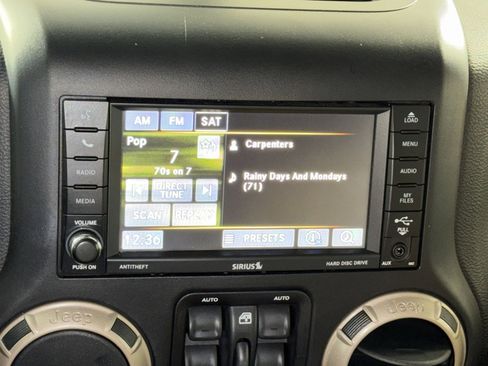 AM FM SAT
Pop
7
70s on 7
DIRECT
TUNE
SCAN
REPLAY
12:36
Carpenters
Rainy Days And Mondays
(71)
PRESETS
RADIO
MEDIA
VOLUME
PUSH ON
LOAD
MENU
AUDIO
MY
FILES
PULL
AUX
ANTITHEFT
SIRIUS
HARD DISC DRIVE
AUTO AUTO
Jeep
Jeep